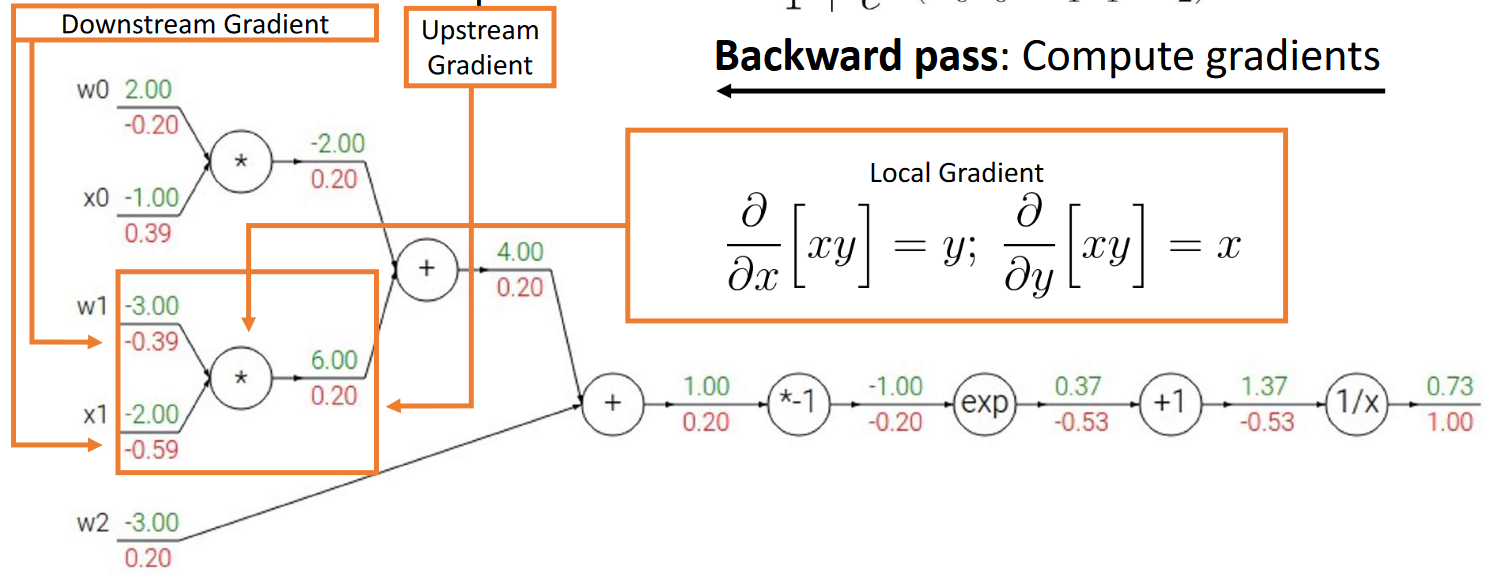 Downstream Gradient
Upstream
Gradient
Backward pass: Compute gradients
w0 2.00
-0.20
* -2.00
0.20
x0 -1.00
0.39
Local Gradient
∂/∂x [xy] = y; ∂/∂y [xy] = x
+ 4.00
0.20
w1 -3.00
-0.39
* 6.00
0.20
x1 -2.00
-0.59
+ 1.00 *-1 -1.00 exp 0.37 +1 1.37 1/x 0.73
0.20 -0.20 -0.53 -0.53 1.00
w2 -3.00
0.20